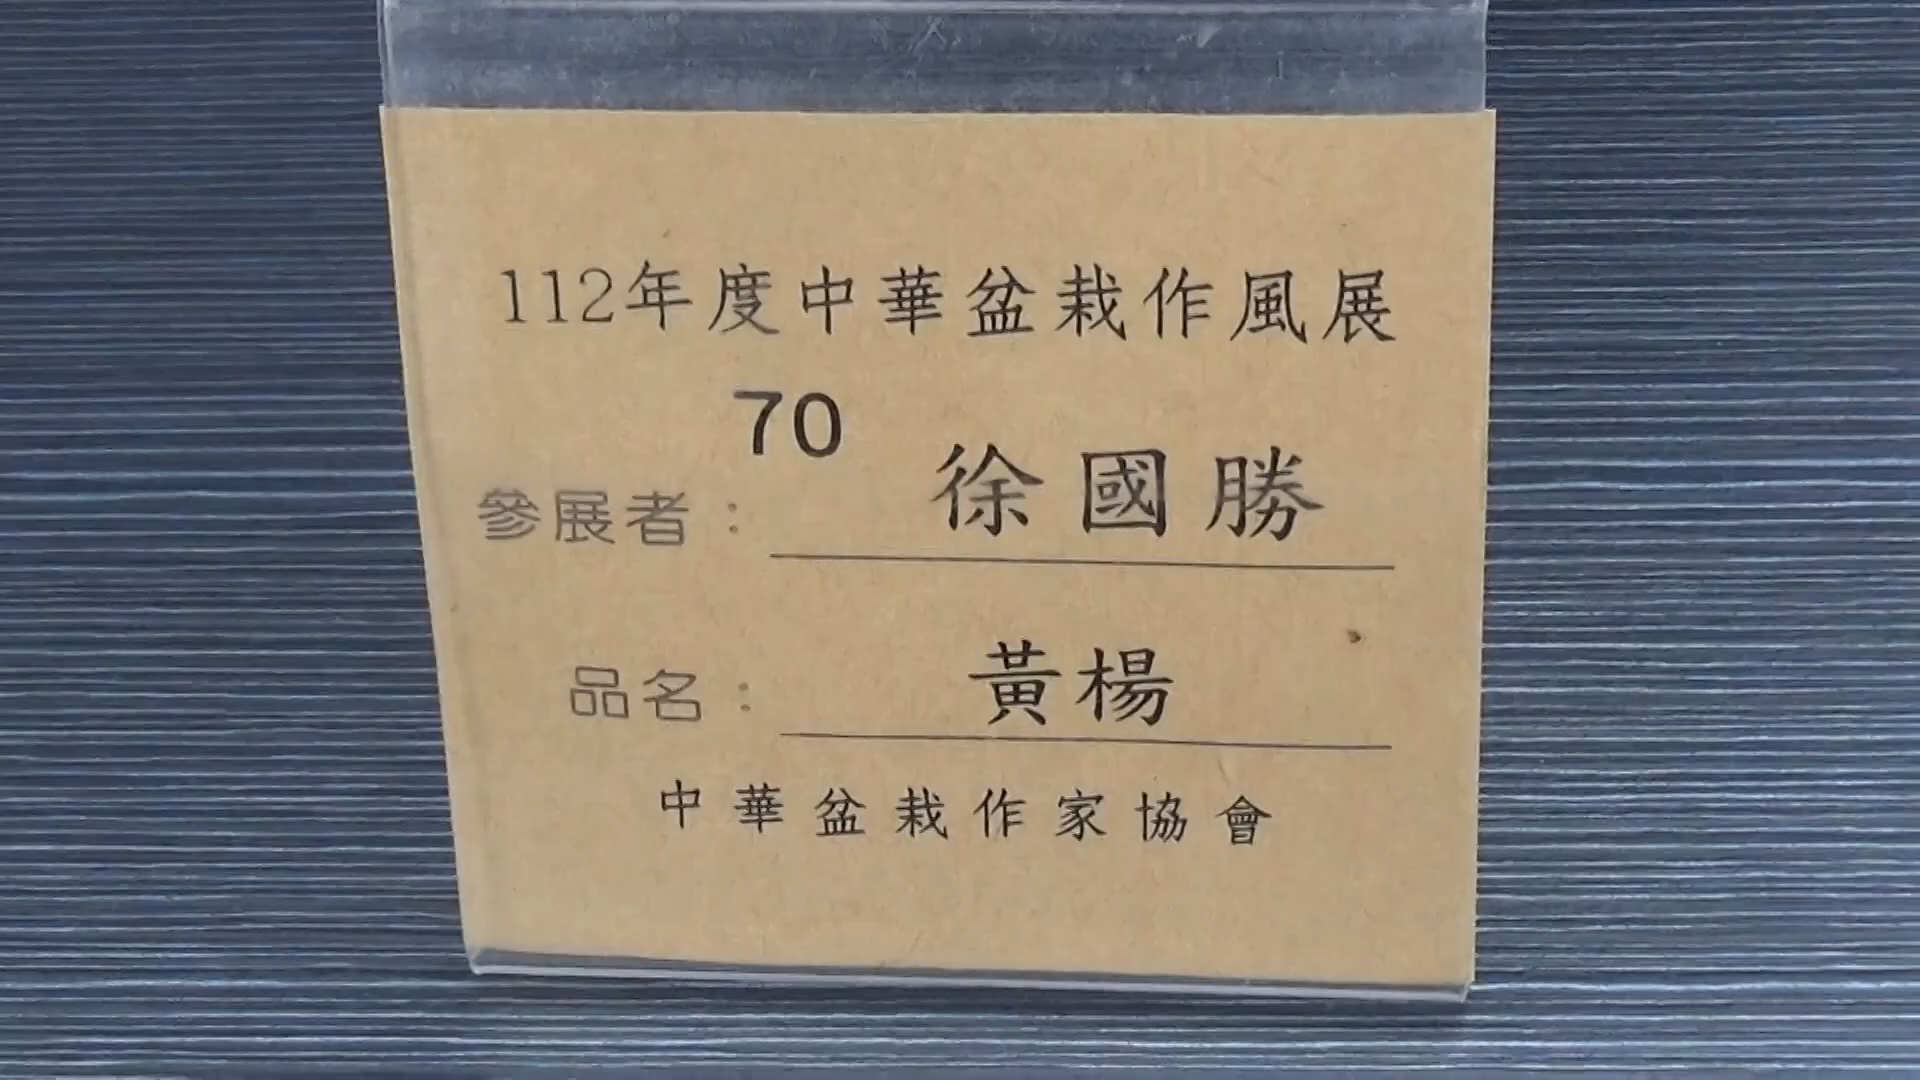 112年度中華盆栽作風展
70
參展者： 徐國勝
品名： 黃楊
中華盆栽作家協會